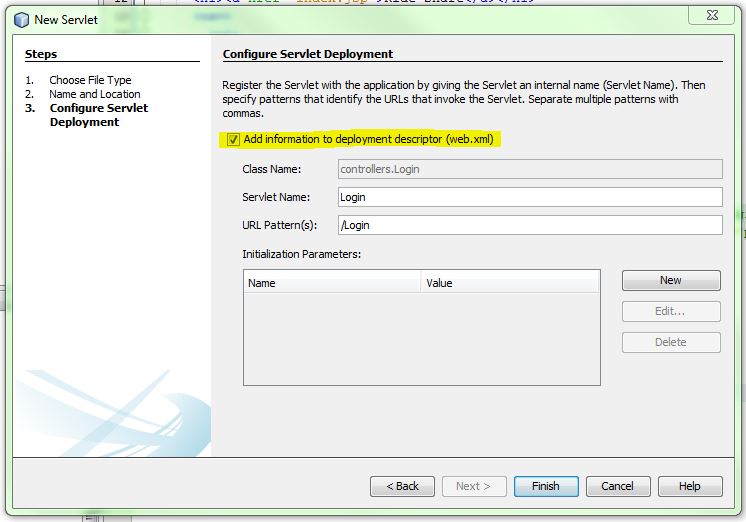 New Servlet
Steps
1. Choose File Type
2. Name and Location
3. Configure Servlet
Deployment
Configure Servlet Deployment
Register the Servlet with the application by giving the Servlet an internal name (Servlet Name). Then
specify patterns that identify the URLs that invoke the Servlet. Separate multiple patterns with
commas.
Add information to deployment descriptor (web.xml)
Class Name: controllers.Login
Servlet Name: Login
URL Pattern(s): /Login
Initialization Parameters:
Name Value
New
Edit...
Delete
< Back Next > Finish Cancel Help